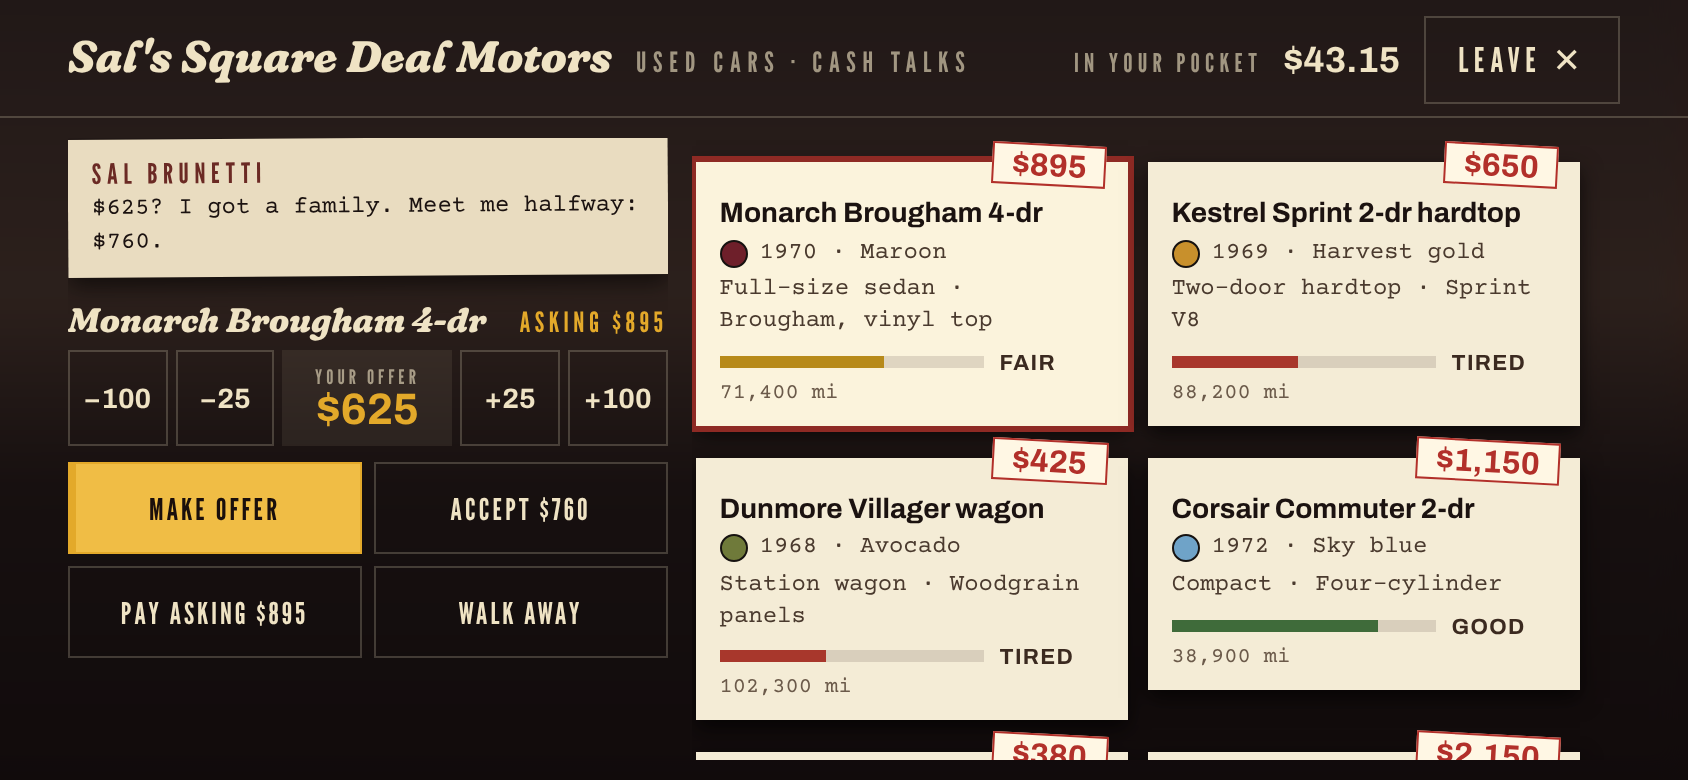 Sal's Square Deal Motors USED CARS · CASH TALKS IN YOUR POCKET $43.15 LEAVE ✕
SAL BRUNETTI
$625? I got a family. Meet me halfway:
$760.
Monarch Brougham 4-dr ASKING $895
−100 −25 YOUR OFFER $625 +25 +100
MAKE OFFER ACCEPT $760
PAY ASKING $895 WALK AWAY
$895
Monarch Brougham 4-dr
1970 · Maroon
Full-size sedan ·
Brougham, vinyl top
FAIR
71,400 mi
$650
Kestrel Sprint 2-dr hardtop
1969 · Harvest gold
Two-door hardtop · Sprint
V8
TIRED
88,200 mi
$425
Dunmore Villager wagon
1968 · Avocado
Station wagon · Woodgrain
panels
TIRED
102,300 mi
$1,150
Corsair Commuter 2-dr
1972 · Sky blue
Compact · Four-cylinder
GOOD
38,900 mi
$380
$2,150